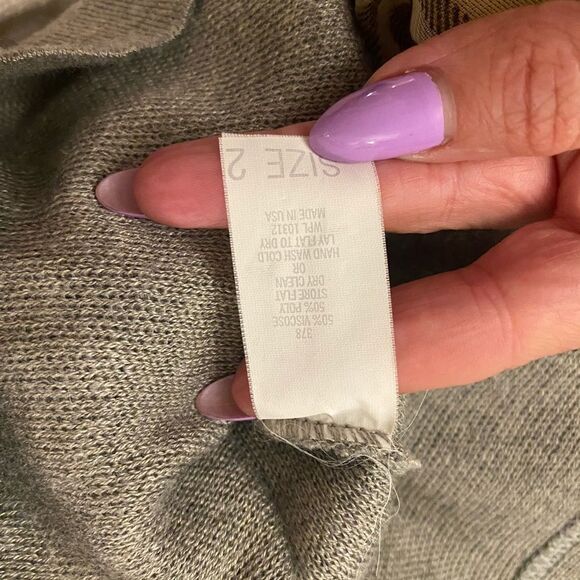 378
50% VISCOSE
50% POLY
STORE FLAT
DRY CLEAN
OR
HAND WASH COLD
LAY FLAT TO DRY
WPL 10312
MADE IN USA
SIZE 2